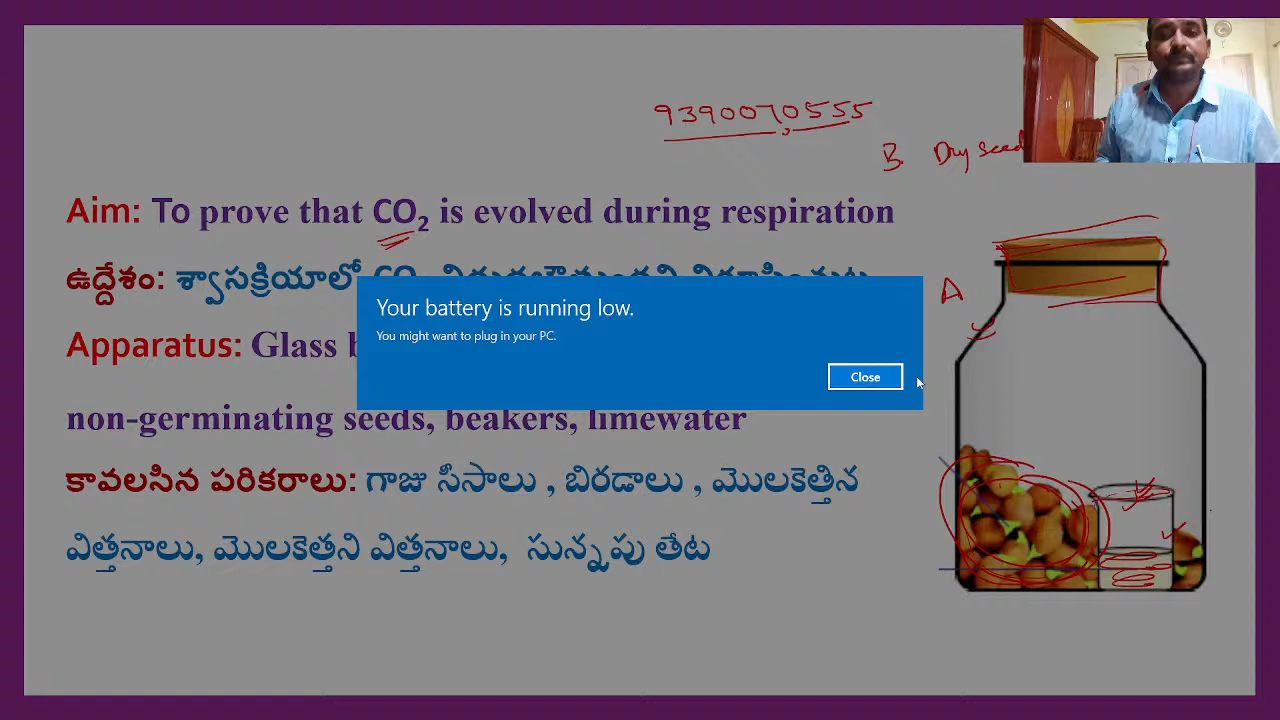 9390070555
B. Dry seed
Aim: To prove that CO₂ is evolved during respiration
ఉద్దేశం: శ్వాసక్రియాలో CO
Your battery is running low.
A
You might want to plug in your PC.
Apparatus: Glass
Close
non-germinating seeds, beakers, limewater
కావలసిన పరికరాలు: గాజు సీసాలు , బిరడాలు , మొలకెత్తిన
విత్తనాలు, మొలకెత్తని విత్తనాలు, సున్నపు తేట